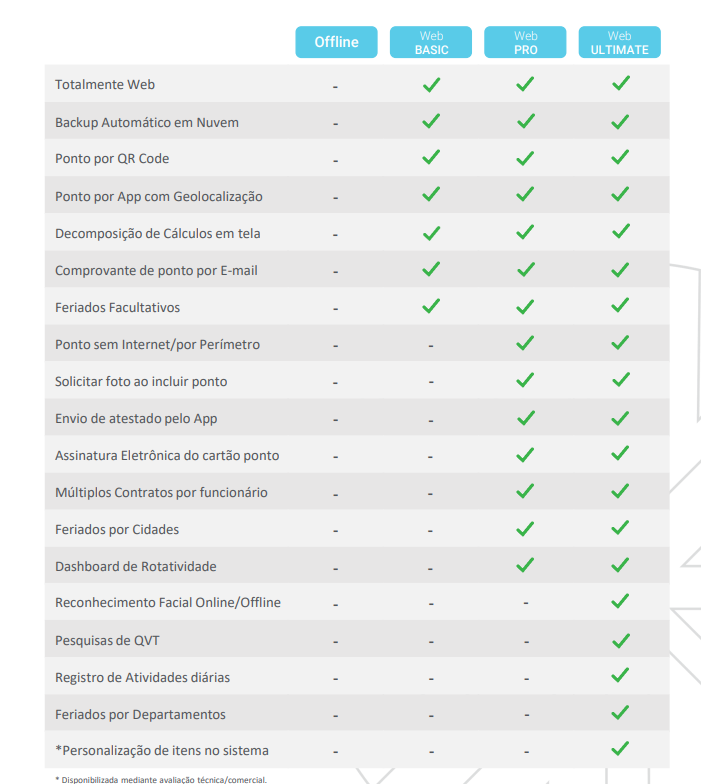 Offline Web BASIC Web PRO Web ULTIMATE
Totalmente Web -
Backup Automático em Nuvem -
Ponto por QR Code -
Ponto por App com Geolocalização -
Decomposição de Cálculos em tela -
Comprovante de ponto por E-mail -
Feriados Facultativos -
Ponto sem Internet/por Perímetro - -
Solicitar foto ao incluir ponto - -
Envio de atestado pelo App - -
Assinatura Eletrônica do cartão ponto - -
Múltiplos Contratos por funcionário - -
Feriados por Cidades - -
Dashboard de Rotatividade - -
Reconhecimento Facial Online/Offline - - -
Pesquisas de QVT - - -
Registro de Atividades diárias - - -
Feriados por Departamentos - - -
*Personalização de itens no sistema - - -
* Disponibilizada mediante avaliação técnica/comercial.